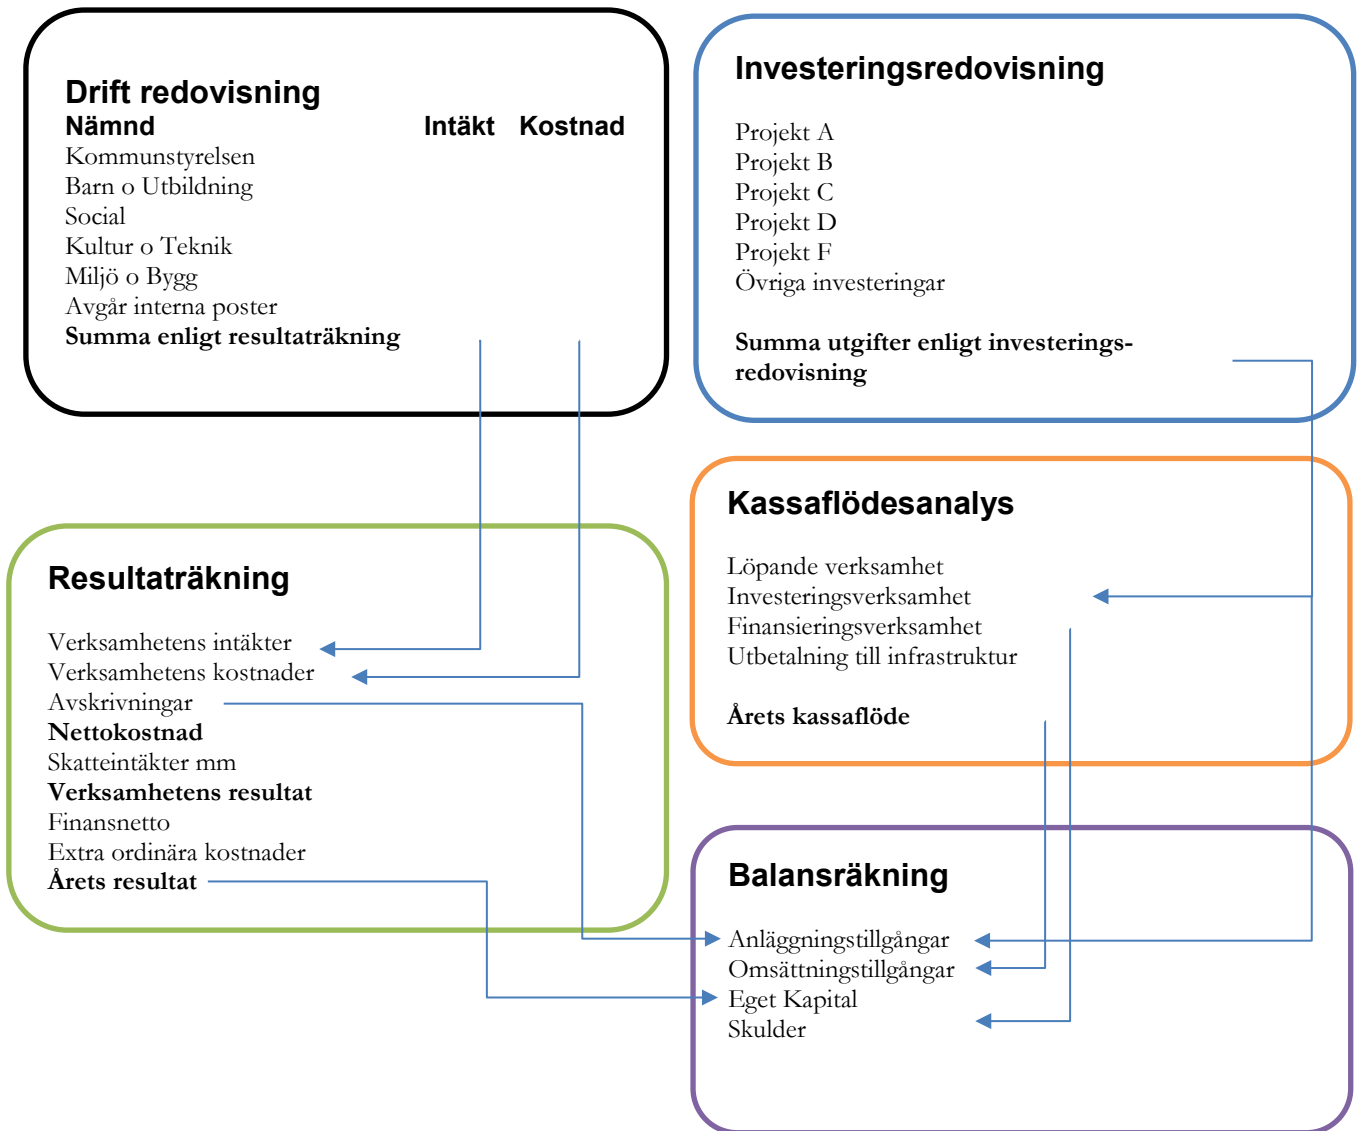 Drift redovisning
Nämnd Intäkt Kostnad
Kommunstyrelsen
Barn o Utbildning
Social
Kultur o Teknik
Miljö o Bygg
Avgår interna poster
Summa enligt resultaträkning
Investeringsredovisning
Projekt A
Projekt B
Projekt C
Projekt D
Projekt F
Övriga investeringar
Summa utgifter enligt investerings-
redovisning
Resultaträkning
Verksamhetens intäkter
Verksamhetens kostnader
Avskrivningar
Nettokostnad
Skatteintäkter mm
Verksamhetens resultat
Finansnetto
Extra ordinära kostnader
Årets resultat
Kassaflödesanalys
Löpande verksamhet
Investeringsverksamhet
Finansieringsverksamhet
Utbetalning till infrastruktur
Årets kassaflöde
Balansräkning
Anläggningstillgångar
Omsättningstillgångar
Eget Kapital
Skulder